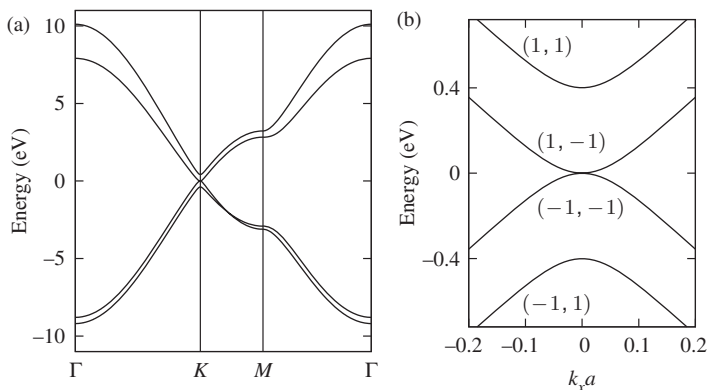 (a)
10
5
0
−5
−10
Energy (eV)
Γ
K
M
Γ
(b)
0.4
0
−0.4
Energy (eV)
(1, 1)
(1, −1)
(−1, −1)
(−1, 1)
−0.2
−0.1
0
0.1
0.2
kₓa